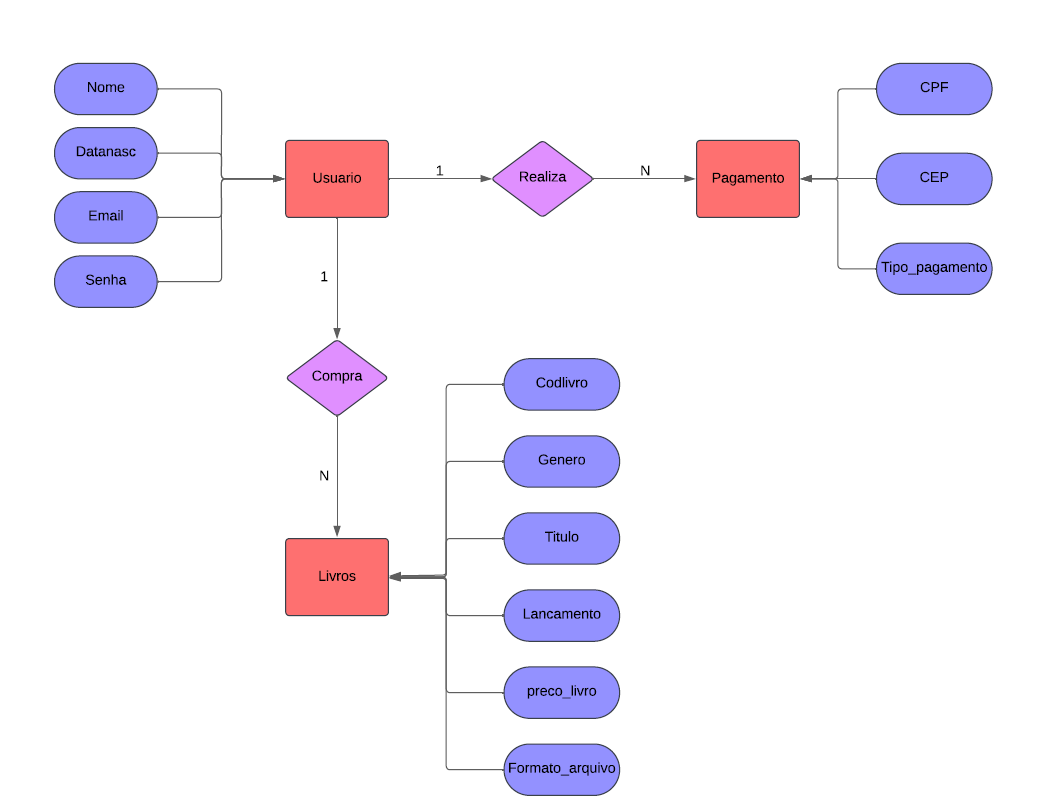 Nome
CPF
Datanasc
Usuario
1
Realiza
N
Pagamento
CEP
Email
Senha
Tipo_pagamento
1
Compra
Codlivro
Genero
N
Titulo
Livros
Lancamento
preco_livro
Formato_arquivo